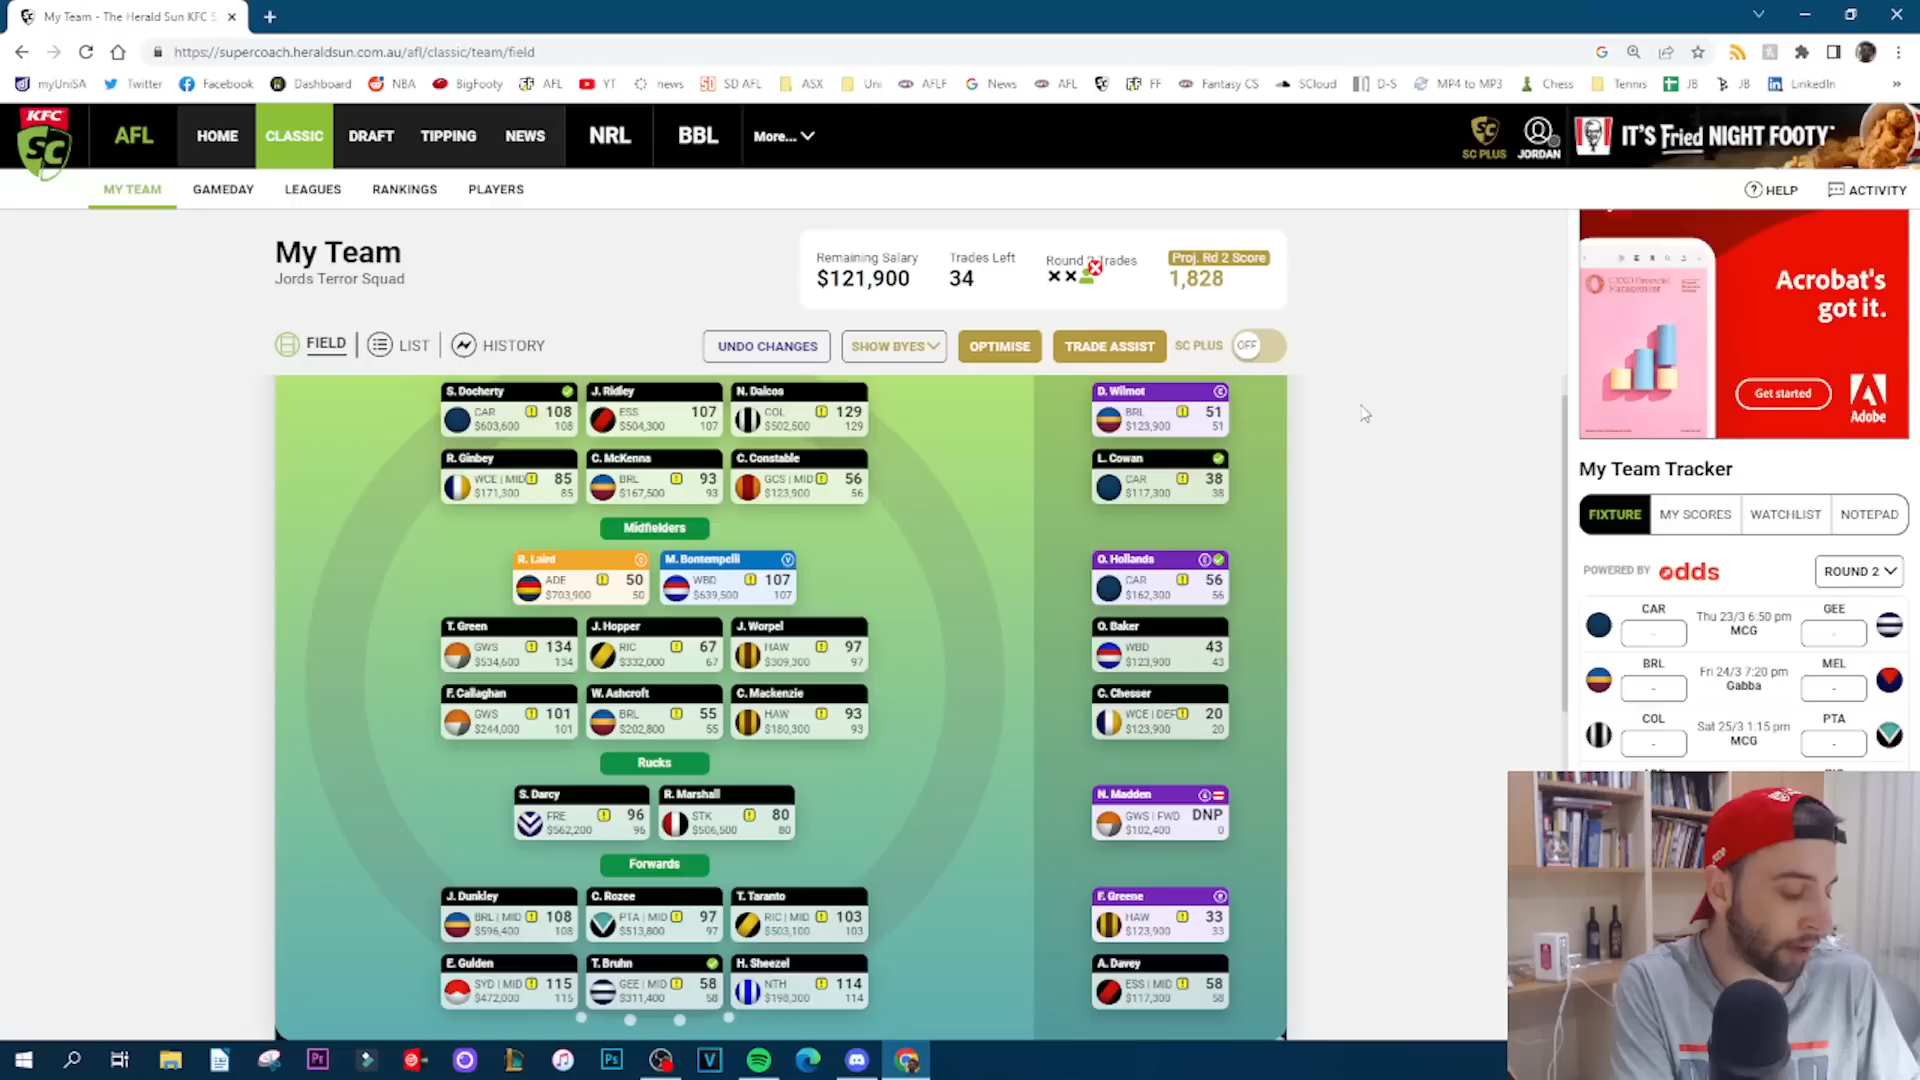 My Team - The Herald Sun KFC S
https://supercoach.heraldsun.com.au/afl/classic/team/field
myUniSA Twitter Facebook Dashboard NBA BigFooty AFL YT news SD AFL ASX Uni AFLF News AFL FF Fantasy CS SCloud D-S MP4 to MP3 Chess Tennis JB JB LinkedIn »
KFC SC AFL HOME CLASSIC DRAFT TIPPING NEWS NRL BBL More... SC PLUS JORDAN IT'S Fried NIGHT FOOTY
MY TEAM GAMEDAY LEAGUES RANKINGS PLAYERS HELP ACTIVITY
My Team
Jords Terror Squad
Remaining Salary Trades Left Round 2 Trades Proj. Rd 2 Score
$121,900 34 1,828
FIELD LIST HISTORY UNDO CHANGES SHOW BYES OPTIMISE TRADE ASSIST SC PLUS OFF
S. Docherty J. Ridley N. Daicos D. Wilmot E
CAR 108 ESS 107 COL 129 BRL 51
$603,600 108 $504,300 107 $502,500 129 $123,900 51
R. Ginbey C. McKenna C. Constable L. Cowan
WCE | MID 85 BRL 93 GCS | MID 56 CAR 38
$171,300 85 $167,500 93 $123,900 56 $117,300 38
Midfielders
R. Laird C M. Bontempelli V O. Hollands E
ADE 50 WBD 107 CAR 56
$703,900 50 $639,500 107 $162,300 56
T. Green J. Hopper J. Worpel O. Baker
GWS 134 RIC 67 HAW 97 WBD 43
$534,600 134 $332,000 67 $309,300 97 $123,900 43
F. Callaghan W. Ashcroft C. Mackenzie C. Chesser
GWS 101 BRL 55 HAW 93 WCE | DEF 20
$244,000 101 $202,800 55 $180,300 93 $123,900 20
Rucks
S. Darcy R. Marshall N. Madden E
FRE 96 STK 80 GWS | FWD DNP
$562,200 96 $506,500 80 $102,400 0
Forwards
J. Dunkley C. Rozee T. Taranto F. Greene E
BRL | MID 108 PTA | MID 97 RIC | MID 103 HAW 33
$596,400 108 $513,800 97 $503,100 103 $123,900 33
E. Gulden T. Bruhn H. Sheezel A. Davey
SYD | MID 115 GEE | MID 58 NTH 114 ESS | MID 58
$472,000 115 $311,400 58 $198,300 114 $117,300 58
Acrobat's
got it.
Get started
Adobe
My Team Tracker
FIXTURE MY SCORES WATCHLIST NOTEPAD
POWERED BY odds ROUND 2
CAR Thu 23/3 6:50 pm GEE
- MCG -
BRL Fri 24/3 7:20 pm MEL
- Gabba -
COL Sat 25/3 1:15 pm PTA
- MCG -